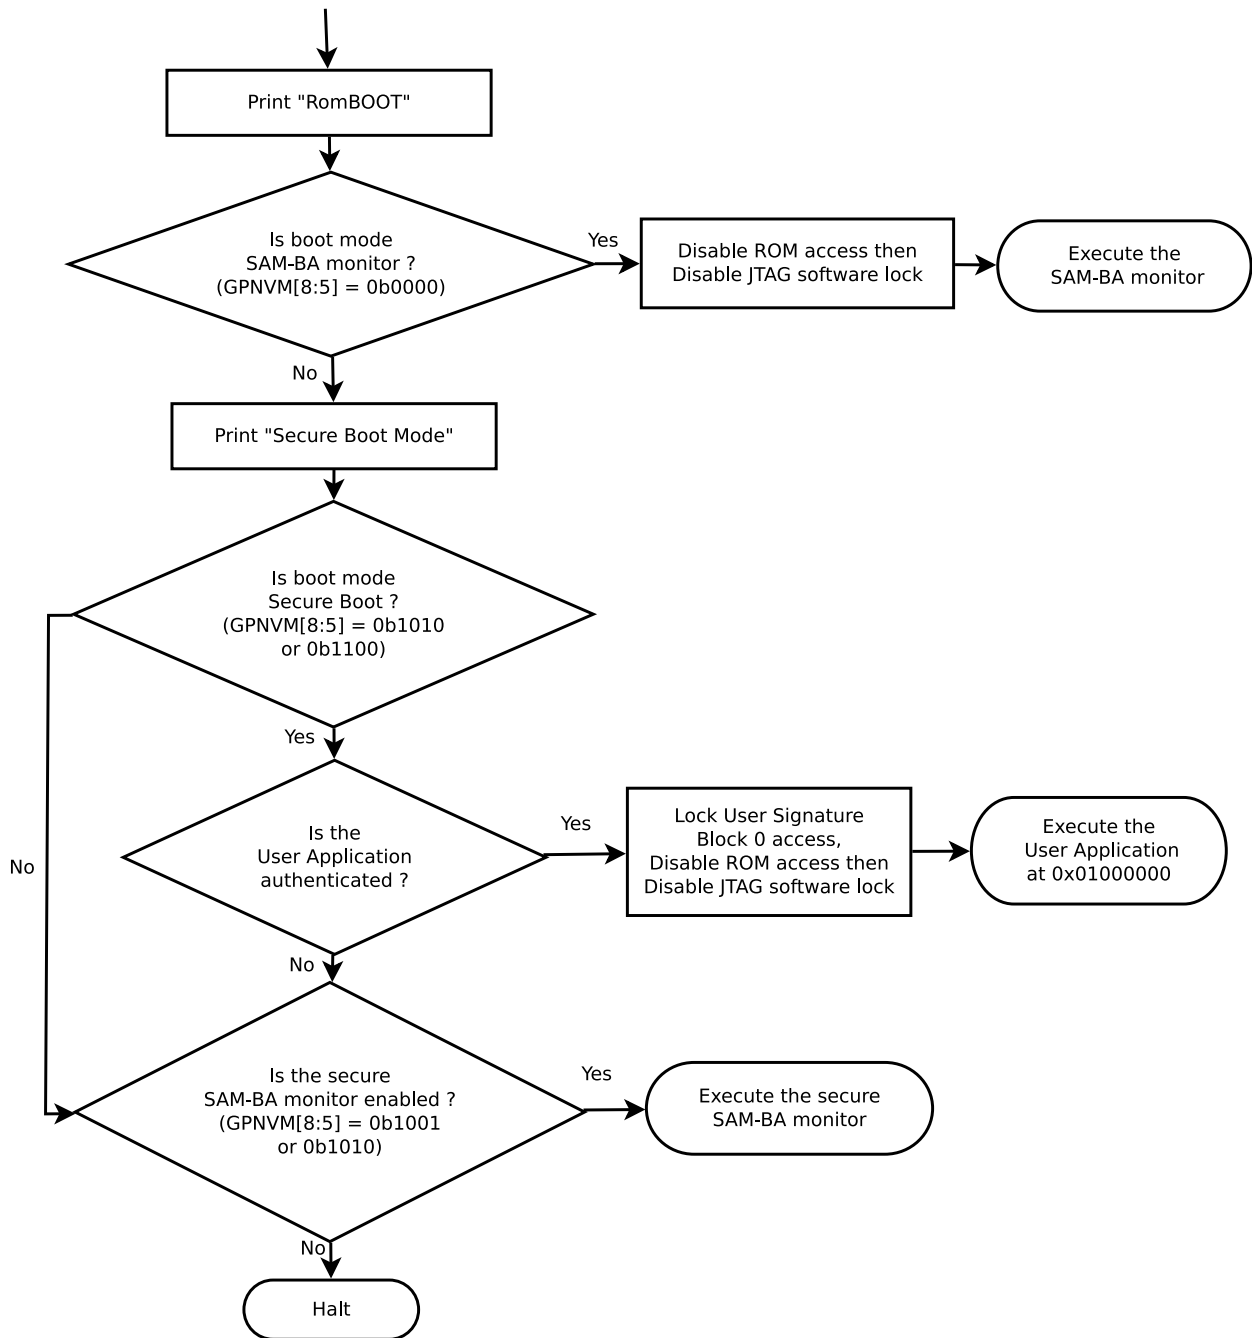 Print "RomBOOT"
Is boot mode
SAM-BA monitor ?
(GPNVM[8:5] = 0b0000)
Yes
Disable ROM access then
Disable JTAG software lock
Execute the
SAM-BA monitor
No
Print "Secure Boot Mode"
Is boot mode
Secure Boot ?
(GPNVM[8:5] = 0b1010
or 0b1100)
Yes
Is the
User Application
authenticated ?
Yes
Lock User Signature
Block 0 access,
Disable ROM access then
Disable JTAG software lock
Execute the
User Application
at 0x01000000
No
No
Is the secure
SAM-BA monitor enabled ?
(GPNVM[8:5] = 0b1001
or 0b1010)
Yes
Execute the secure
SAM-BA monitor
No
Halt